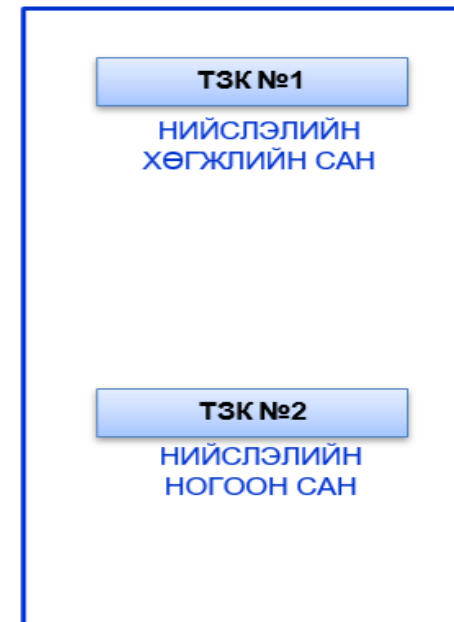 ТЗК №1
НИЙСЛЭЛИЙН
ХӨГЖЛИЙН САН
ТЗК №2
НИЙСЛЭЛИЙН
НОГООН САН